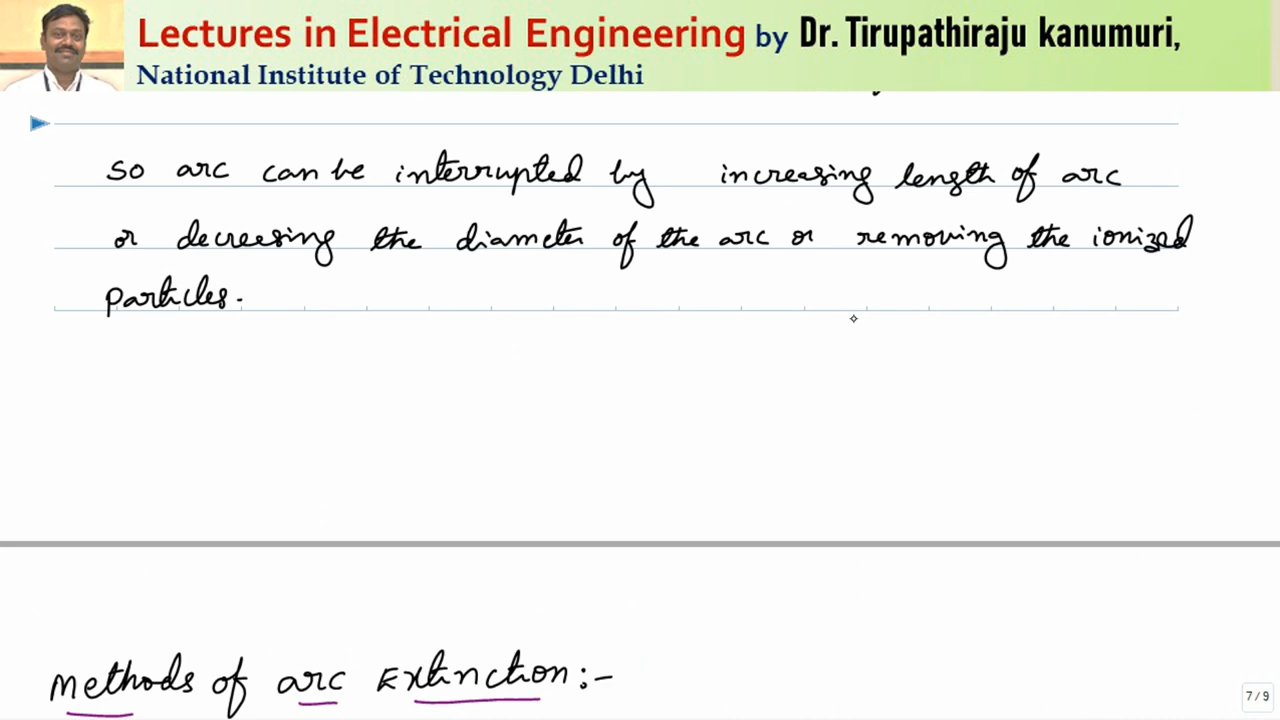 Lectures in Electrical Engineering by Dr. Tirupathiraju kanumuri,
National Institute of Technology Delhi
So arc can be interrupted by increasing length of arc
or decreesing the diameter of the arc or removing the ionized
particles.
Methods of arc Extinction:-
7 / 9